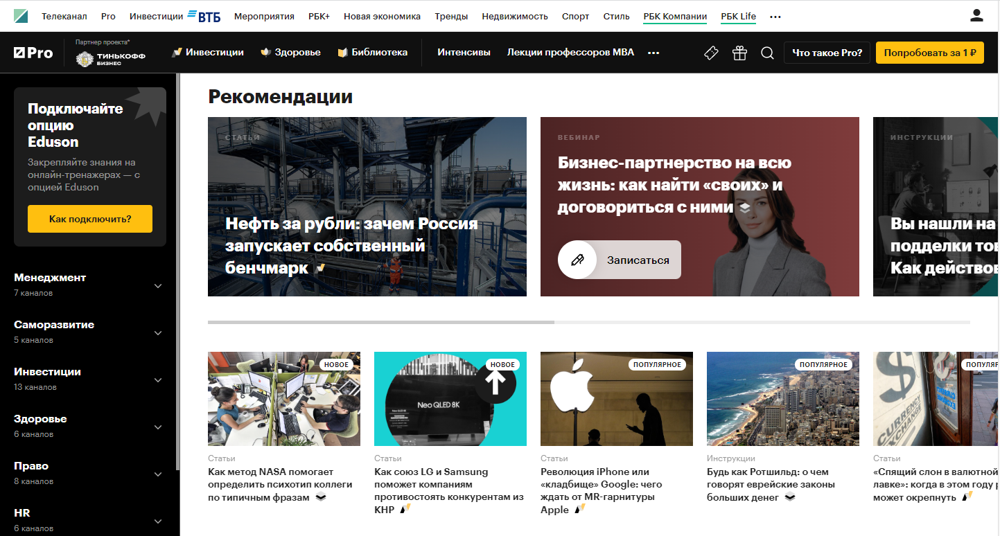 Телеканал Pro Инвестиции ВТБ Мероприятия РБК+ Новая экономика Тренды Недвижимость Спорт Стиль РБК Компании РБК Life
Партнер проекта*
Pro ТИНЬКОФФ Инвестиции Здоровье Библиотека Интенсивы Лекции профессоров MBA Что такое Pro? Попробовать за 1 ₽
БИЗНЕС
Подключайте
опцию
Eduson
Закрепляйте знания на
онлайн-тренажерах — с
опцией Eduson
Как подключить?
Менеджмент
7 каналов
Саморазвитие
5 каналов
Инвестиции
13 каналов
Здоровье
6 каналов
Право
8 каналов
HR
6 каналов
Рекомендации
СТАТЬИ
Нефть за рубли: зачем Россия
запускает собственный
бенчмарк
ВЕБИНАР
Бизнес-партнерство на всю
жизнь: как найти «своих» и
договориться с ними
Записаться
ИНСТРУКЦИИ
Вы нашли на
подделки тов
Как действов
НОВОЕ
Статьи
Как метод NASA помогает
определить психотип коллеги
по типичным фразам
НОВОЕ
Neo QLED 8K
Статьи
Как союз LG и Samsung
поможет компаниям
противостоять конкурентам из
КНР
ПОПУЛЯРНОЕ
Статьи
Революция iPhone или
«кладбище» Google: чего
ждать от MR-гарнитуры
Apple
ПОПУЛЯРНОЕ
Инструкции
Будь как Ротшильд: о чем
говорят еврейские законы
больших денег
ПОПУЛЯР
CURRENCY
EXCHANGE
Статьи
«Спящий слон в валютной
лавке»: когда в этом году р
может окрепнуть